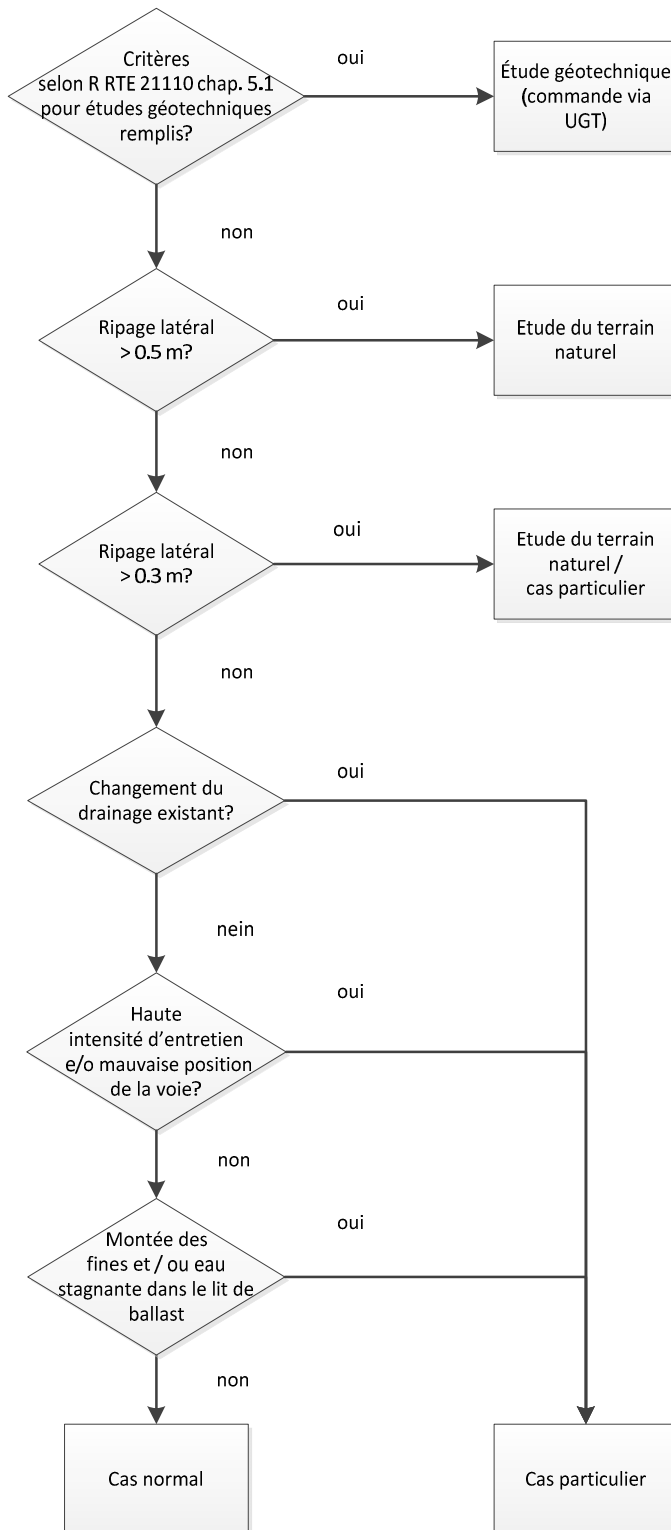 Critères
selon R RTE 21110 chap. 5.1
pour études géotechniques
remplis?
oui
Étude géotechnique
(commande via
UGT)
non
Ripage latéral
> 0.5 m?
oui
Etude du terrain
naturel
non
Ripage latéral
> 0.3 m?
oui
Etude du terrain
naturel /
cas particulier
non
Changement du
drainage existant?
oui
nein
Haute
intensité d'entretien
e/o mauvaise position
de la voie?
oui
non
Montée des
fines et / ou eau
stagnante dans le lit de
ballast
oui
non
Cas normal
Cas particulier